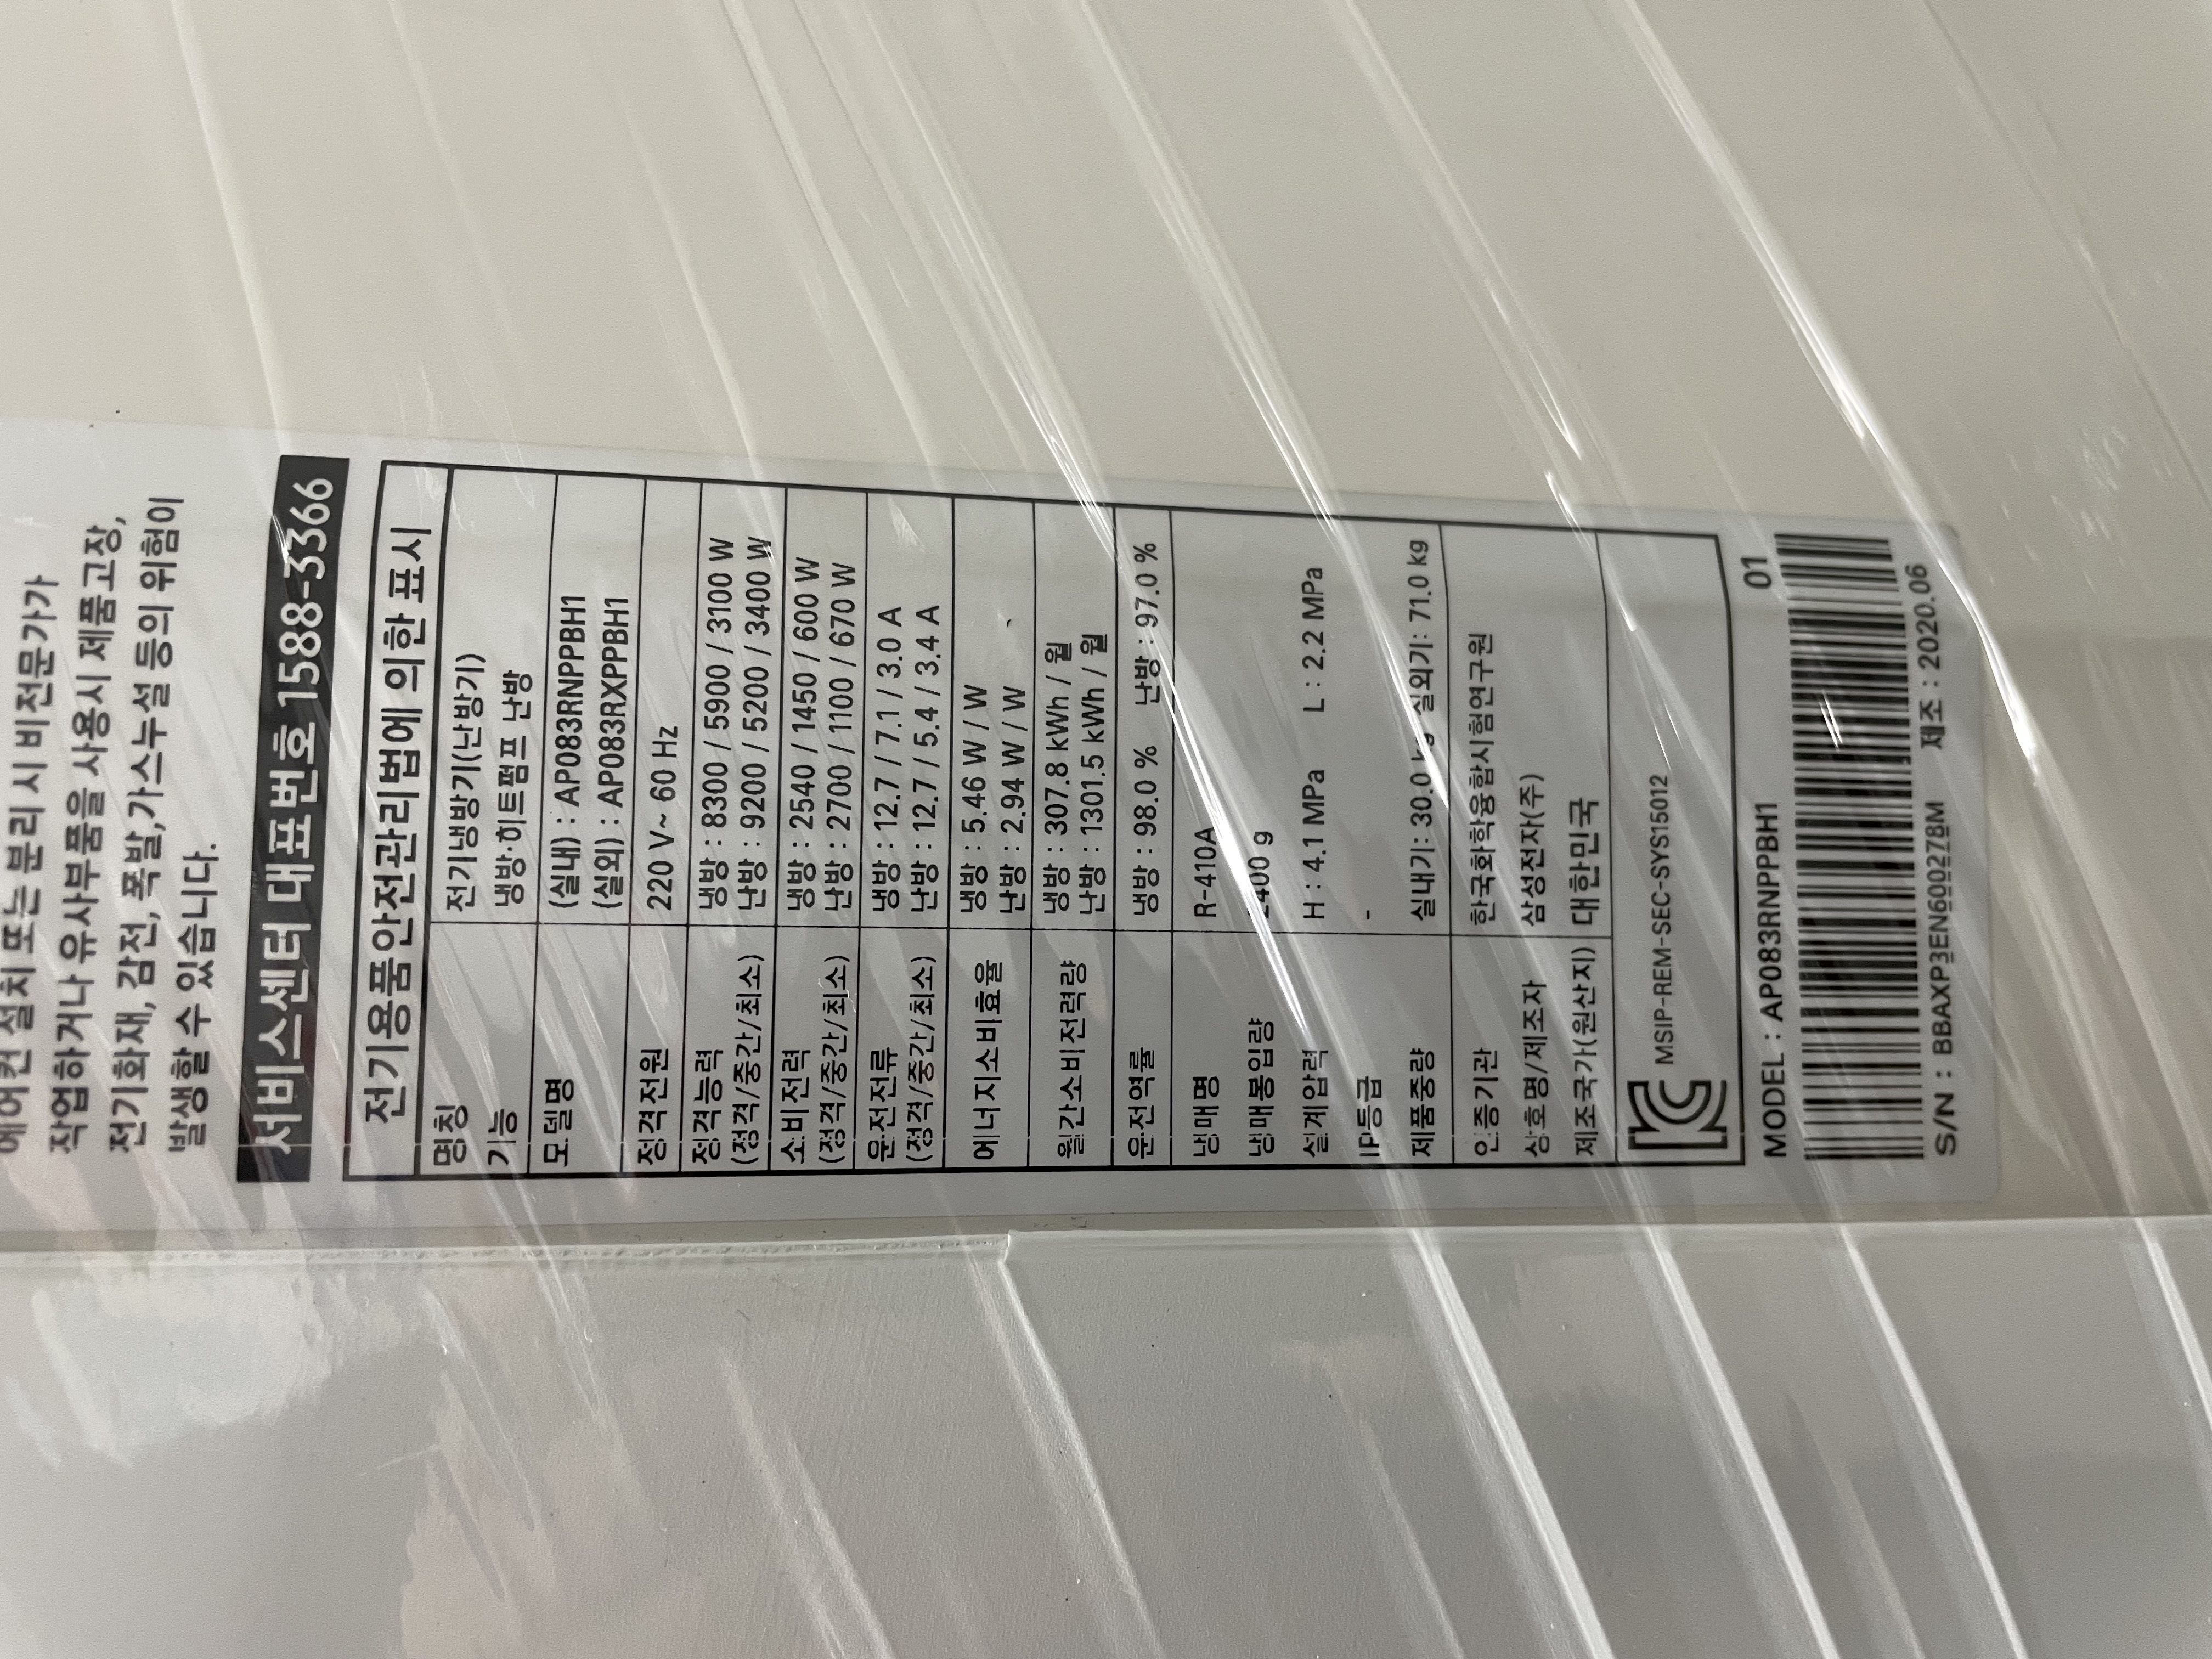 에어컨 설치 또는 분리 시 비전문가가
작업하거나 유사부품을 사용시 제품고장,
전기화재, 감전, 폭발,가스누설 등의 위험이
발생할 수 있습니다.
서비스센터 대표번호 1588-3366
전기용품안전관리법에 의한 표시
명칭 전기냉방기(난방기)
기능 냉방·히트펌프 난방
모델명 (실내) : AP083RNPPBH1
(실외) : AP083RXPPBH1
정격전원 220 V~ 60 Hz
정격능력 냉방 : 8300 / 5900 / 3100 W
(정격/중간/최소) 난방 : 9200 / 5200 / 3400 W
소비전력 냉방 : 2540 / 1450 / 600 W
(정격/중간/최소) 난방 : 2700 / 1100 / 670 W
운전전류 냉방 : 12.7 / 7.1 / 3.0 A
(정격/중간/최소) 난방 : 12.7 / 5.4 / 3.4 A
에너지소비효율 냉방 : 5.46 W / W
난방 : 2.94 W / W
월간소비전력량 냉방 : 307.8 kWh / 월
난방 : 1301.5 kWh / 월
운전역률 냉방 : 98.0 % 난방 : 97.0 %
냉매명 R-410A
냉매봉입량 g
설계압력 H : 4.1 MPa L : 2.2 MPa
IP등급 -
제품중량 실내기: 30.0 kg 실외기: 71.0 kg
인증기관 한국화학융합시험연구원
상호명/제조자 삼성전자(주)
제조국가(원산지) 대한민국
MSIP-REM-SEC-SYS15012
MODEL : AP083RNPPBH1 01
S/N : BBAXP3EN600278M 제조 : 2020.06